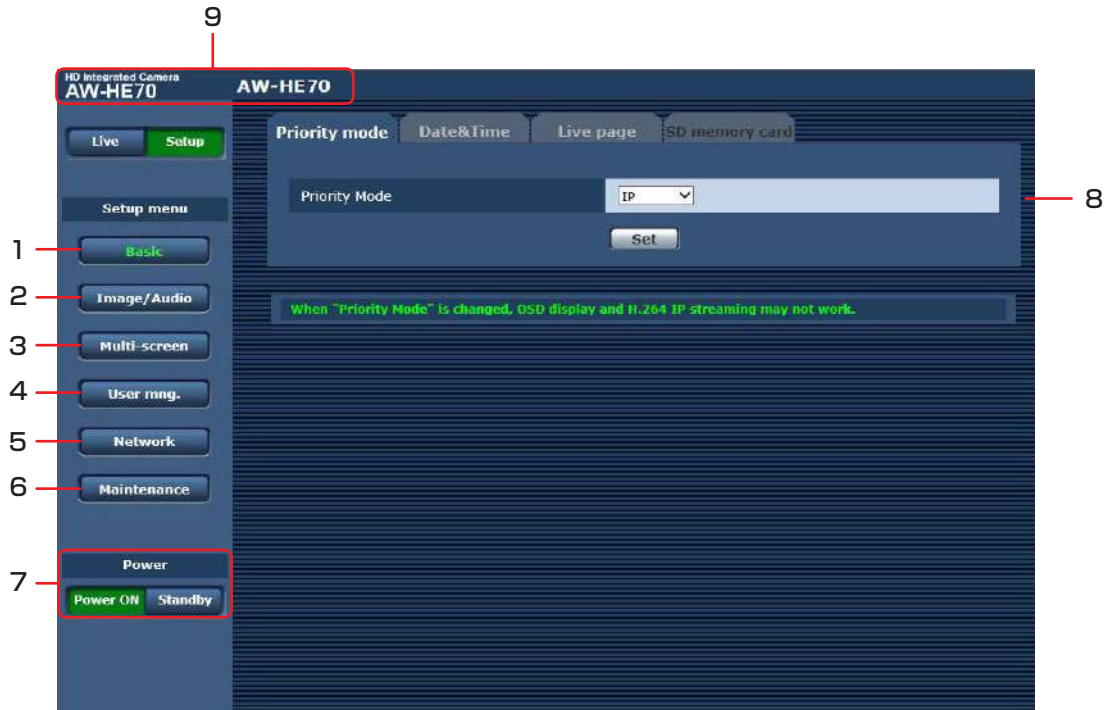 9
HD Integrated Camera
AW-HE70
AW-HE70
Live
Setup
Priority mode
Date&Time
Live page
SD memory card
Priority Mode
IP
8
Set
Setup menu
1
Basic
2
Image/Audio
When "Priority Mode" is changed, OSD display and H.264 IP streaming may not work.
3
Multi-screen
4
User mng.
5
Network
6
Maintenance
Power
7
Power ON
Standby